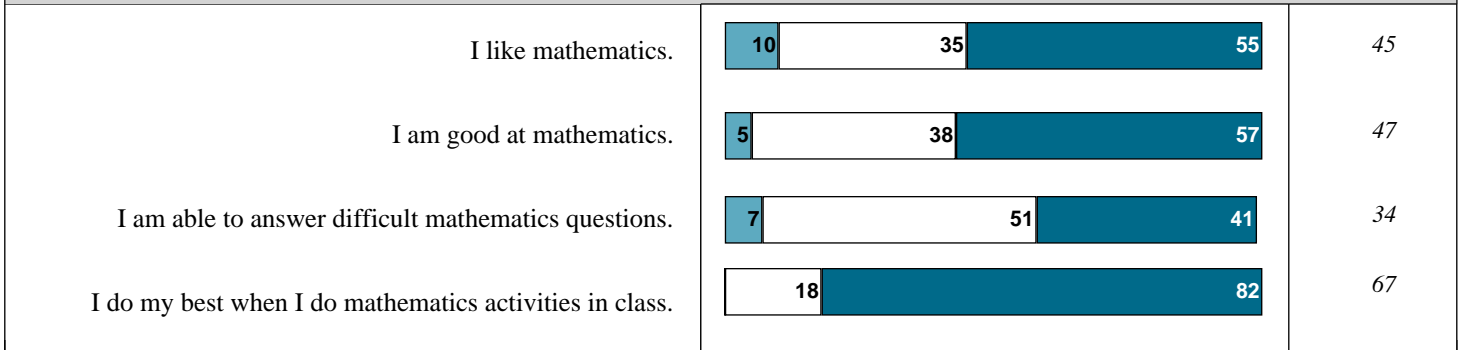 I like mathematics. 10 35 55 45
I am good at mathematics. 5 38 57 47
I am able to answer difficult mathematics questions. 7 51 41 34
I do my best when I do mathematics activities in class. 18 82 67